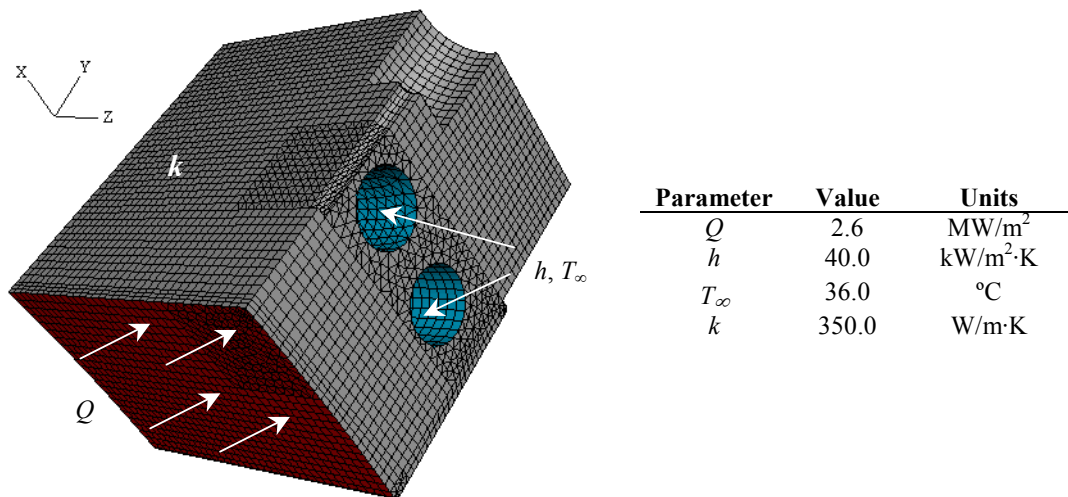 X
Y
Z
k
h, T∞
Q
Parameter Value Units
Q 2.6 MW/m²
h 40.0 kW/m²·K
T∞ 36.0 ºC
k 350.0 W/m·K